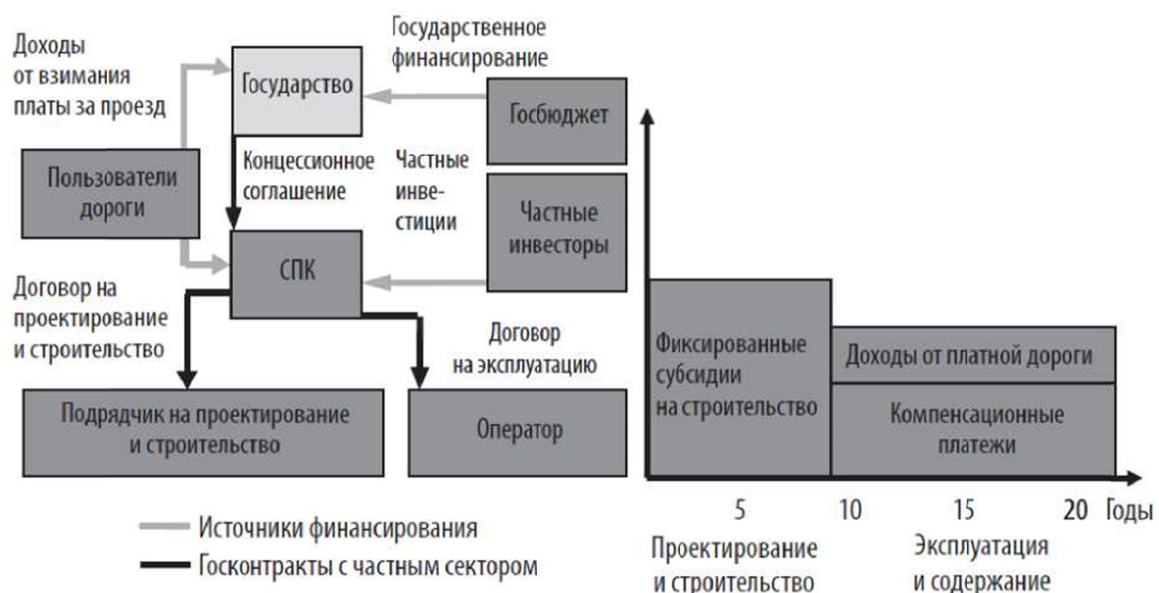 Доходы
от взимания
платы за проезд
Государство
Государственное
финансирование
Госбюджет
Пользователи
дороги
Концессионное
соглашение
Частные
инве-
стиции
Частные
инвесторы
СПК
Договор на
проектирование
и строительство
Договор
на эксплуатацию
Подрядчик на проектирование
и строительство
Оператор
Источники финансирования
Госконтракты с частным сектором
Фиксированные
субсидии
на строительство
Доходы от платной дороги
Компенсационные
платежи
5 10 15 20 Годы
Проектирование
и строительство
Эксплуатация
и содержание